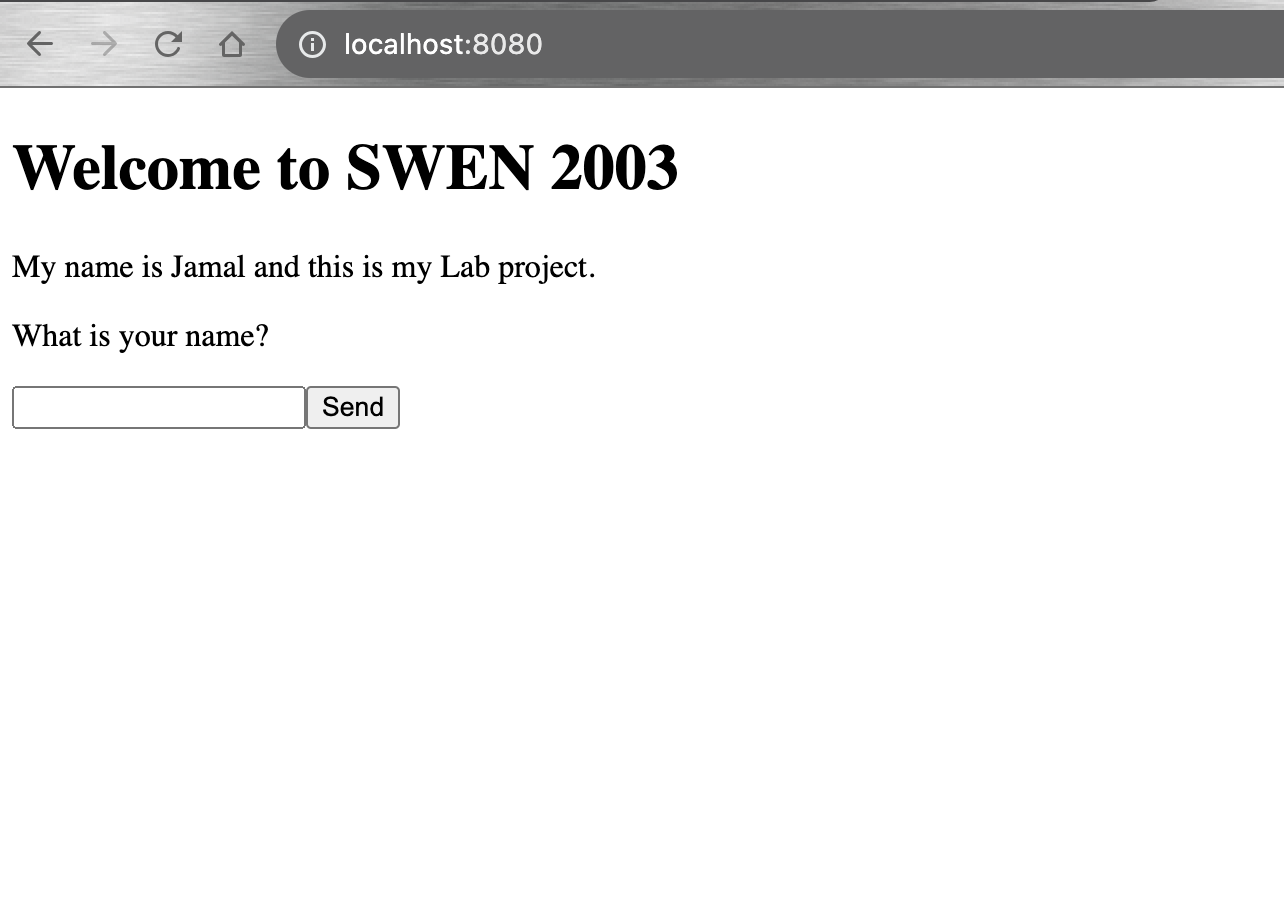 localhost:8080
Welcome to SWEN 2003
My name is Jamal and this is my Lab project.
What is your name?
Send